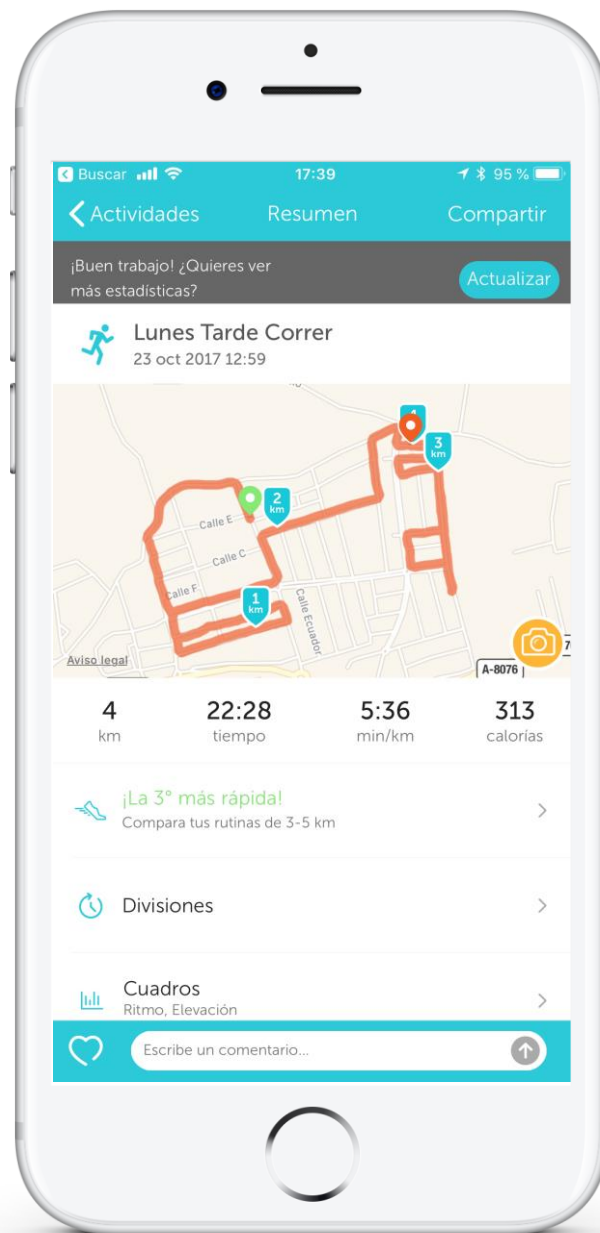 Buscar 17:39 95 %
Actividades Resumen Compartir
¡Buen trabajo! ¿Quieres ver
más estadísticas?
Actualizar
Lunes Tarde Correr
23 oct 2017 12:59
4
3
km
2
km
Calle E
Calle C
Calle F
1
km
Calle Ecuador
Aviso legal
A-8076
4 22:28 5:36 313
km tiempo min/km calorías
¡La 3° más rápida!
Compara tus rutinas de 3-5 km
Divisiones
Cuadros
Ritmo, Elevación
Escribe un comentario...